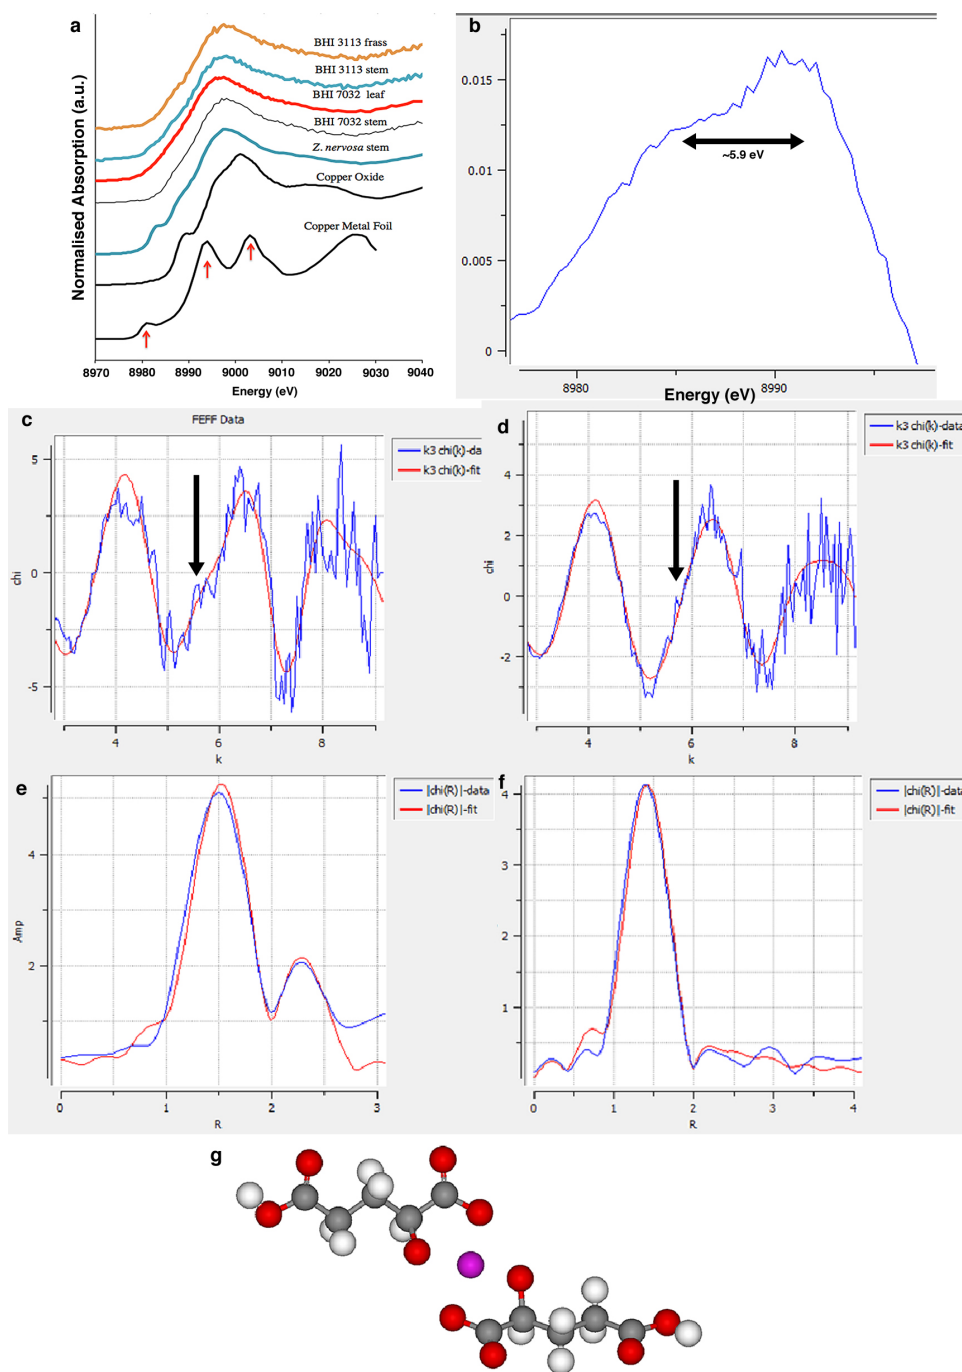 a
BHI 3113 frass
BHI 3113 stem
BHI 7032 leaf
BHI 7032 stem
Z. nervosa stem
Copper Oxide
Copper Metal Foil
Normalised Absorption (a.u.)
8970 8980 8990 9000 9010 9020 9030 9040
Energy (eV)
b
0.015
0.01
0.005
0
~5.9 eV
8980 8990
Energy (eV)
c
FEFF Data
k3 chi(k)-da
k3 chi(k)-fit
chi
5
0
-5
4 6 8
k
d
k3 chi(k)-data
k3 chi(k)-fit
chi
4
2
0
-2
4 6 8
k
e
|chi(R)|-data
|chi(R)|-fit
Amp
4
2
0 1 2 3
R
f
|chi(R)|-data
|chi(R)|-fit
4
3
2
1
0 1 2 3 4
R
g